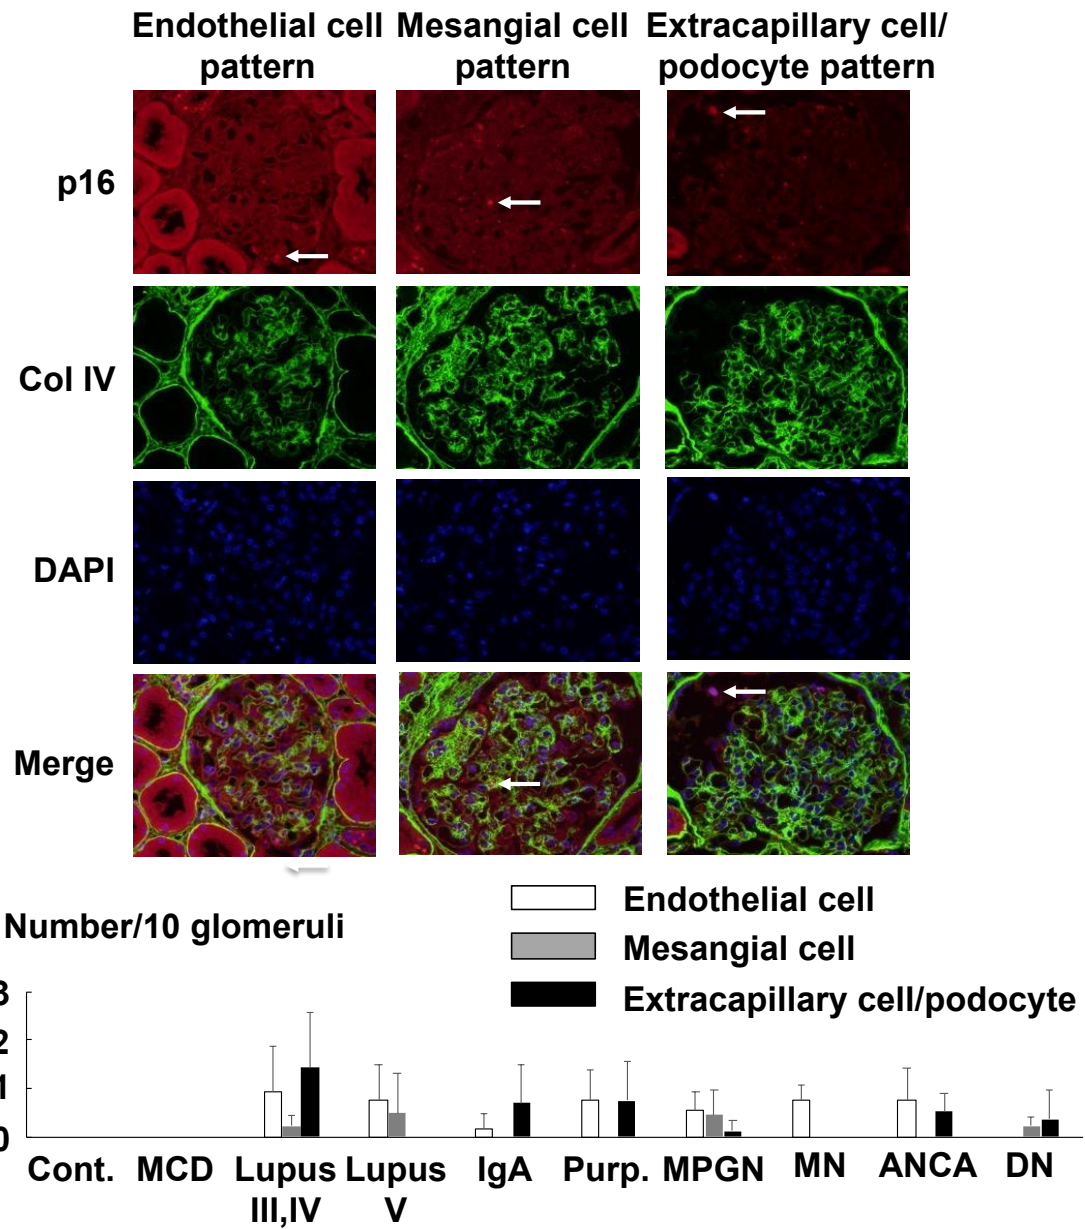 Endothelial cell Mesangial cell Extracapillary cell/
pattern pattern podocyte pattern
p16
Col IV
DAPI
Merge
Number/10 glomeruli
Endothelial cell
Mesangial cell
Extracapillary cell/podocyte
3
2
1
0
Cont. MCD Lupus Lupus IgA Purp. MPGN MN ANCA DN
III,IV V